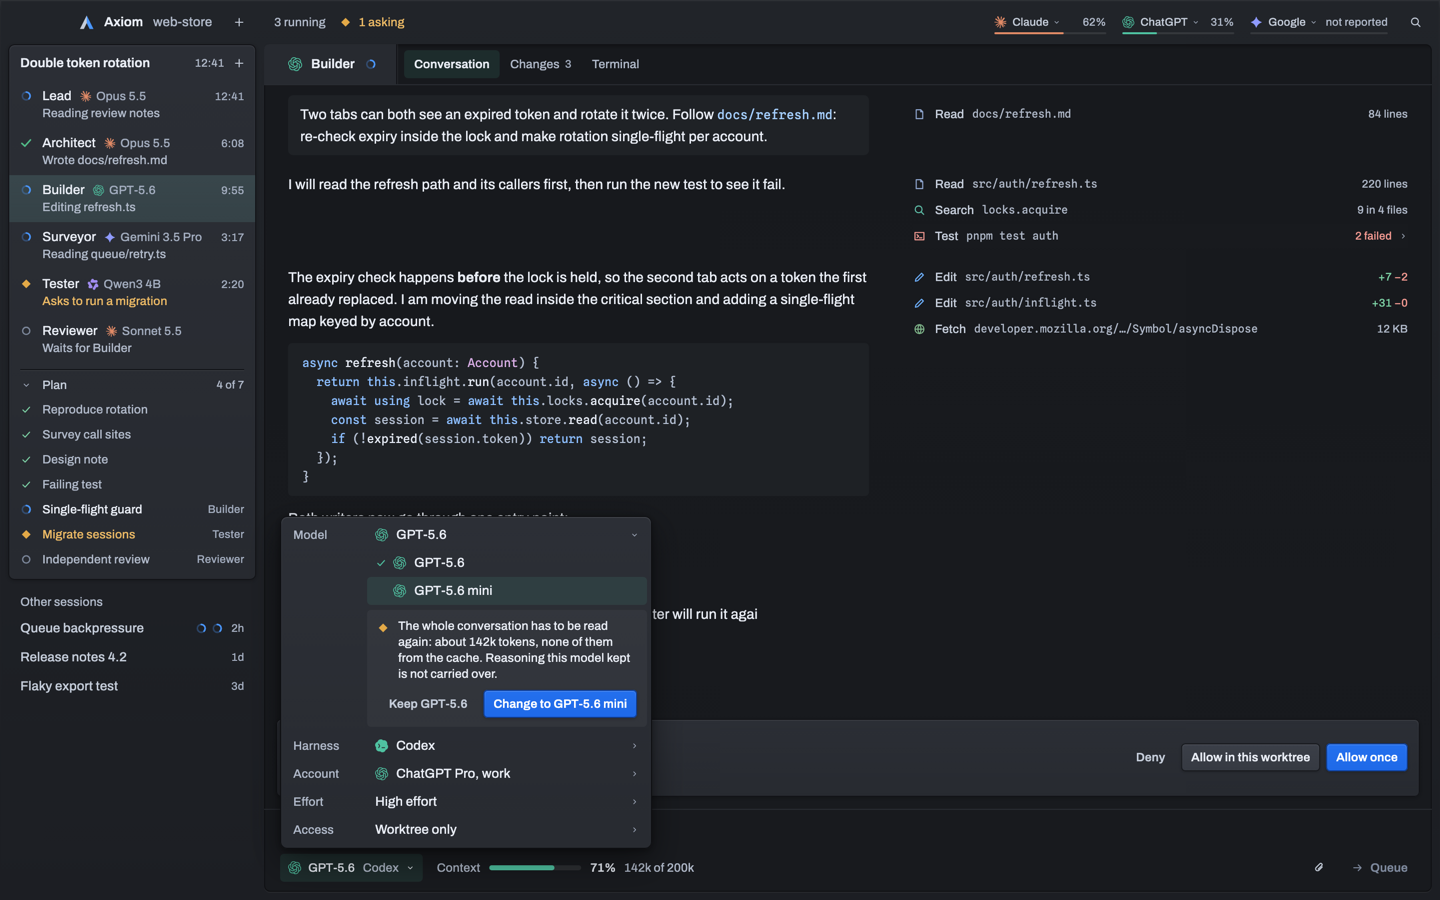 Axiom web-store +
3 running 1 asking
Claude 62% ChatGPT 31% Google not reported
Double token rotation 12:41 +
Lead Opus 5.5 12:41
Reading review notes
Architect Opus 5.5 6:08
Wrote docs/refresh.md
Builder GPT-5.6 9:55
Editing refresh.ts
Surveyor Gemini 3.5 Pro 3:17
Reading queue/retry.ts
Tester Qwen3 4B 2:20
Asks to run a migration
Reviewer Sonnet 5.5
Waits for Builder
Plan 4 of 7
Reproduce rotation
Survey call sites
Design note
Failing test
Single-flight guard Builder
Migrate sessions Tester
Independent review Reviewer
Other sessions
Queue backpressure 2h
Release notes 4.2 1d
Flaky export test 3d
Builder Conversation Changes 3 Terminal
Two tabs can both see an expired token and rotate it twice. Follow docs/refresh.md:
re-check expiry inside the lock and make rotation single-flight per account.
Read docs/refresh.md 84 lines
I will read the refresh path and its callers first, then run the new test to see it fail.
Read src/auth/refresh.ts 220 lines
Search locks.acquire 9 in 4 files
Test pnpm test auth 2 failed
The expiry check happens before the lock is held, so the second tab acts on a token the first
already replaced. I am moving the read inside the critical section and adding a single-flight
map keyed by account.
Edit src/auth/refresh.ts +7 −2
Edit src/auth/inflight.ts +31 −0
Fetch developer.mozilla.org/…/Symbol/asyncDispose 12 KB
async refresh(account: Account) {
return this.inflight.run(account.id, async () => {
await using lock = await this.locks.acquire(account.id);
const session = await this.store.read(account.id);
if (!expired(session.token)) return session;
});
}
Both writers now go through one entry point:
ter will run it agai
Model GPT-5.6
GPT-5.6
GPT-5.6 mini
The whole conversation has to be read
again: about 142k tokens, none of them
from the cache. Reasoning this model kept
is not carried over.
Keep GPT-5.6 Change to GPT-5.6 mini
Harness Codex
Account ChatGPT Pro, work
Effort High effort
Access Worktree only
Deny Allow in this worktree Allow once
GPT-5.6 Codex Context 71% 142k of 200k
Queue